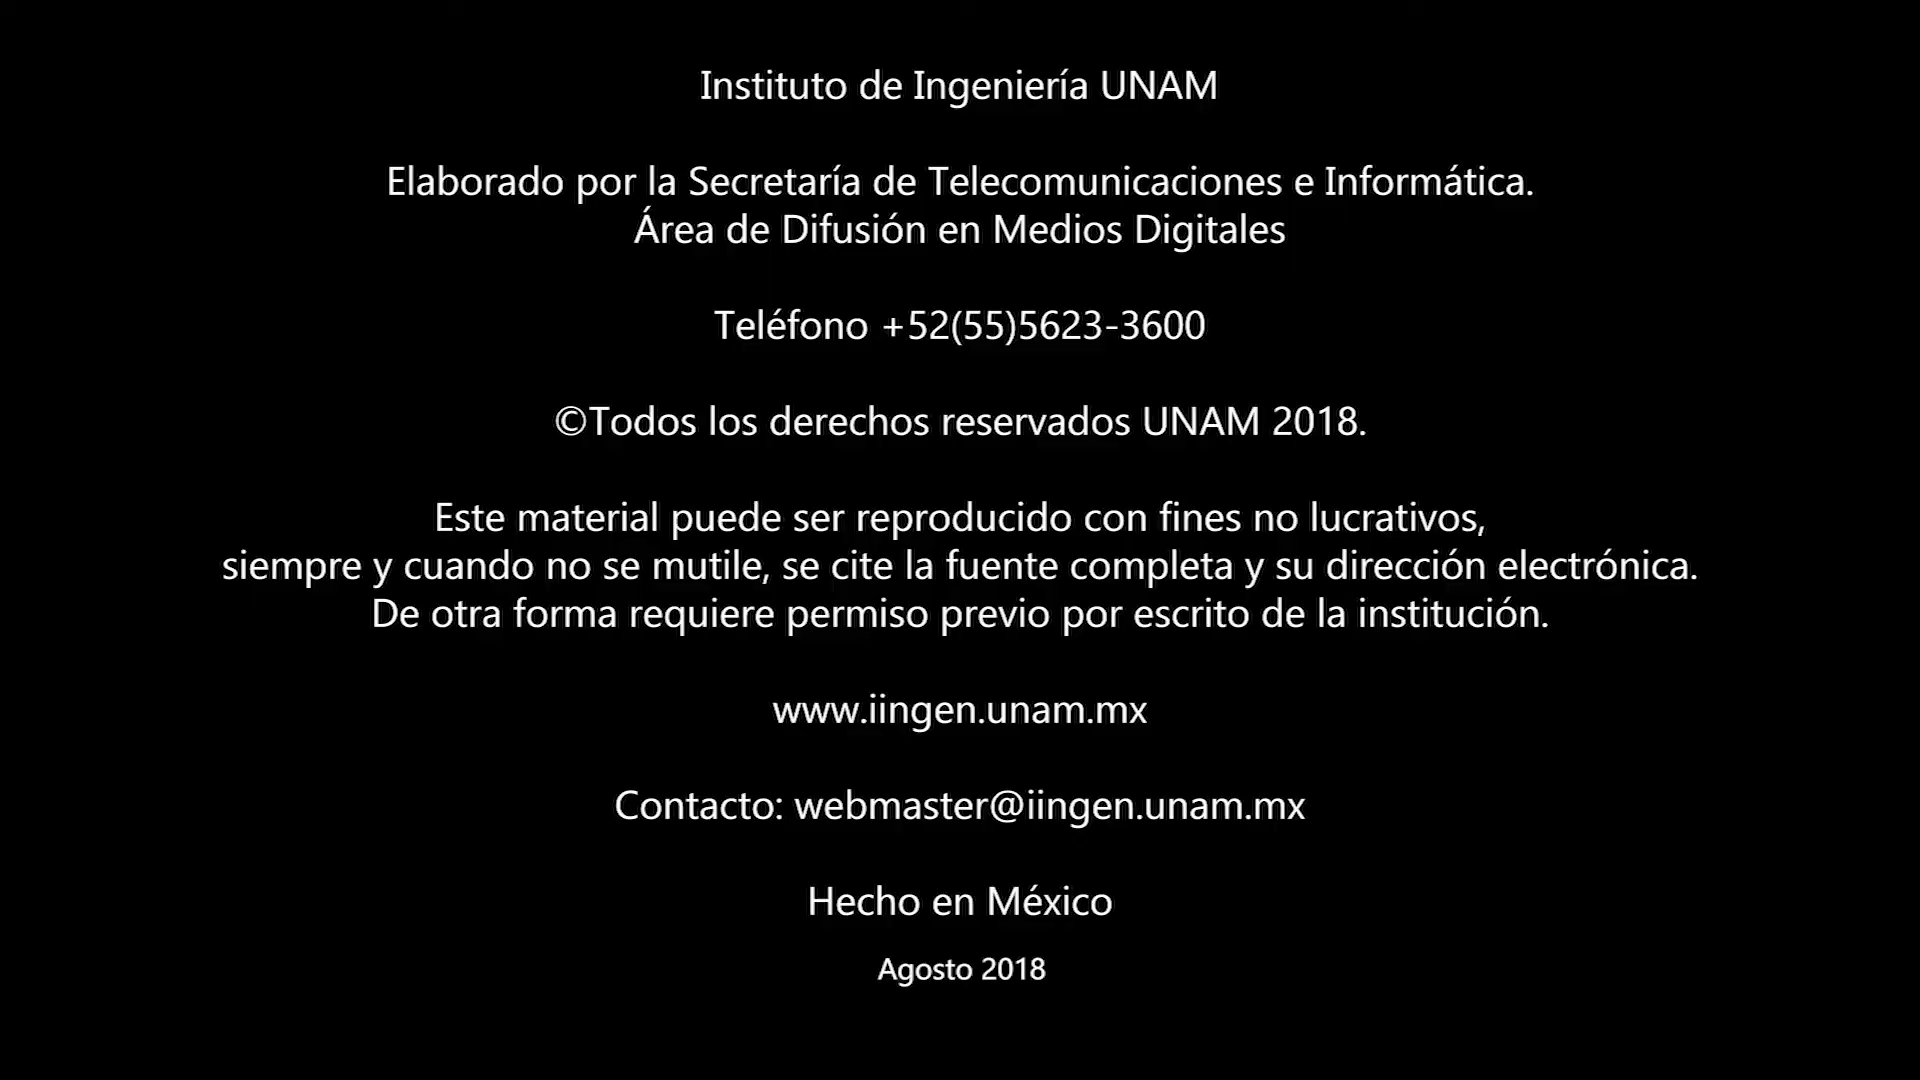 Instituto de Ingeniería UNAM
Elaborado por la Secretaría de Telecomunicaciones e Informática.
Área de Difusión en Medios Digitales
Teléfono +52(55)5623-3600
©Todos los derechos reservados UNAM 2018.
Este material puede ser reproducido con fines no lucrativos,
siempre y cuando no se mutile, se cite la fuente completa y su dirección electrónica.
De otra forma requiere permiso previo por escrito de la institución.
www.iingen.unam.mx
Contacto: webmaster@iingen.unam.mx
Hecho en México
Agosto 2018